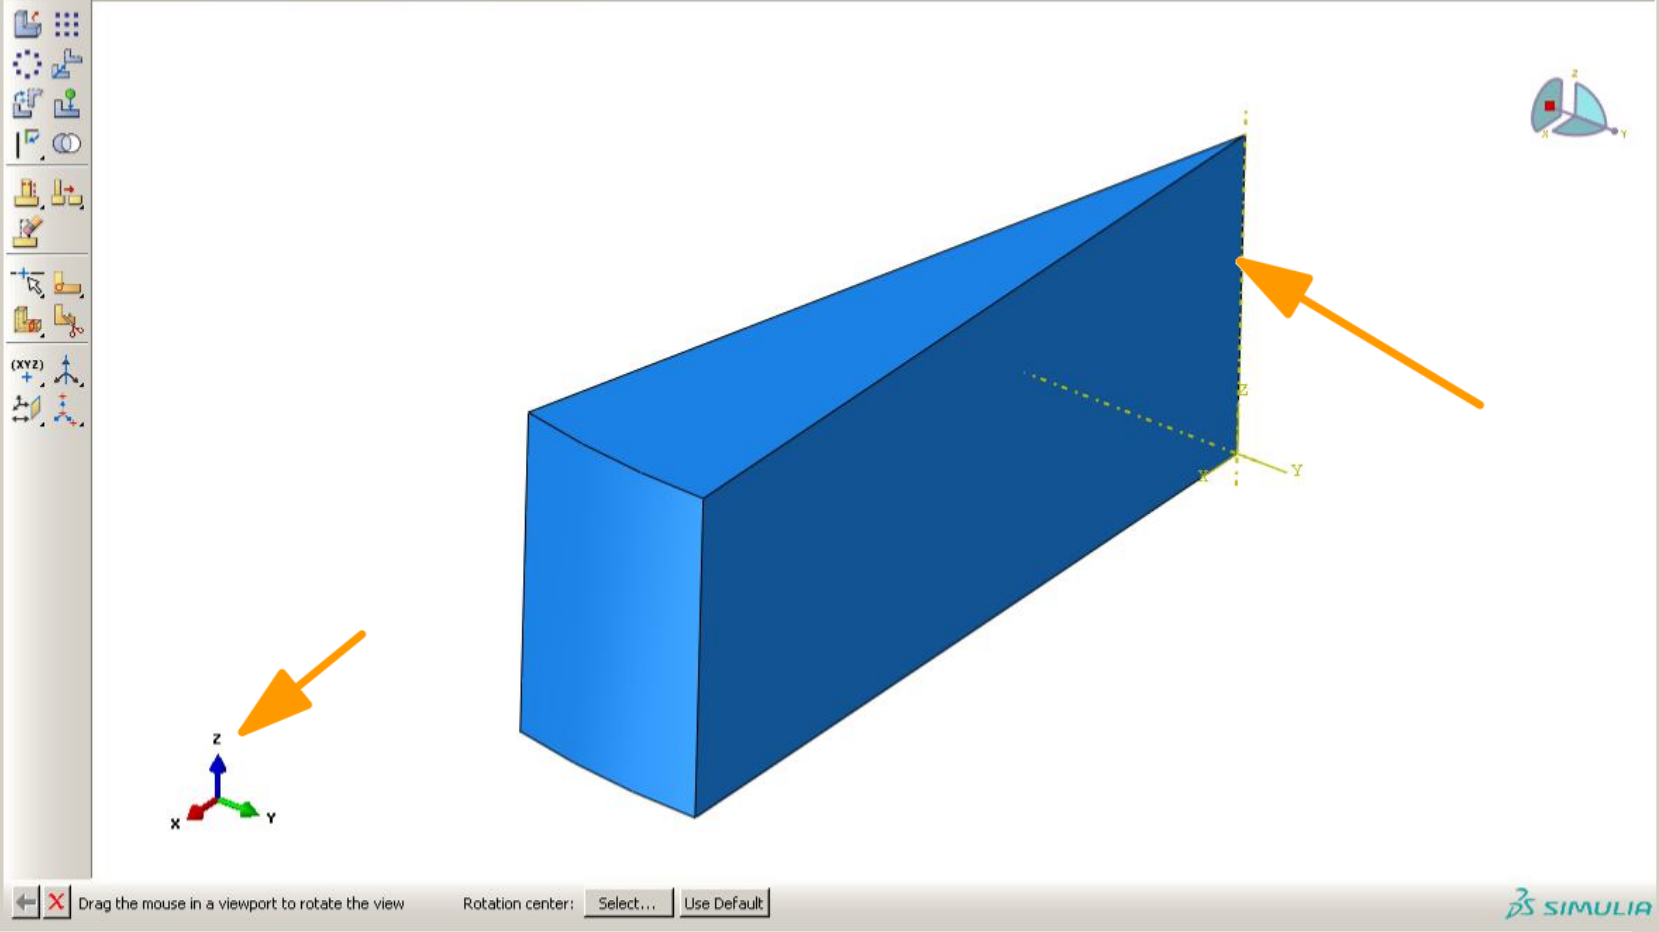 Z
X
Y
(XYZ)
Z
Z
X
Y
X
Y
Drag the mouse in a viewport to rotate the view
Rotation center:
Select...
Use Default
SIMULIA